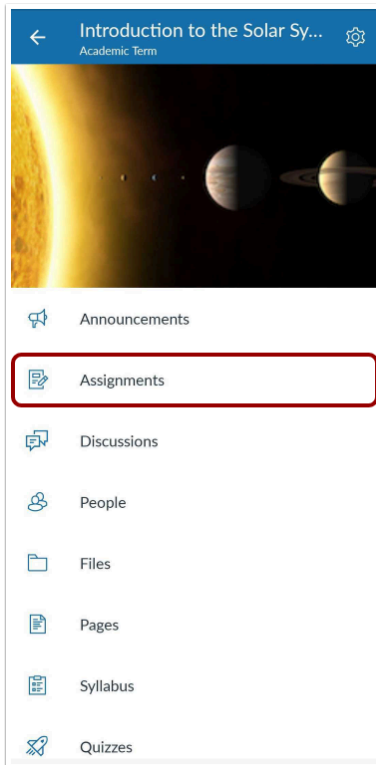 Introduction to the Solar Sy...
Academic Term
Announcements
Assignments
Discussions
People
Files
Pages
Syllabus
Quizzes